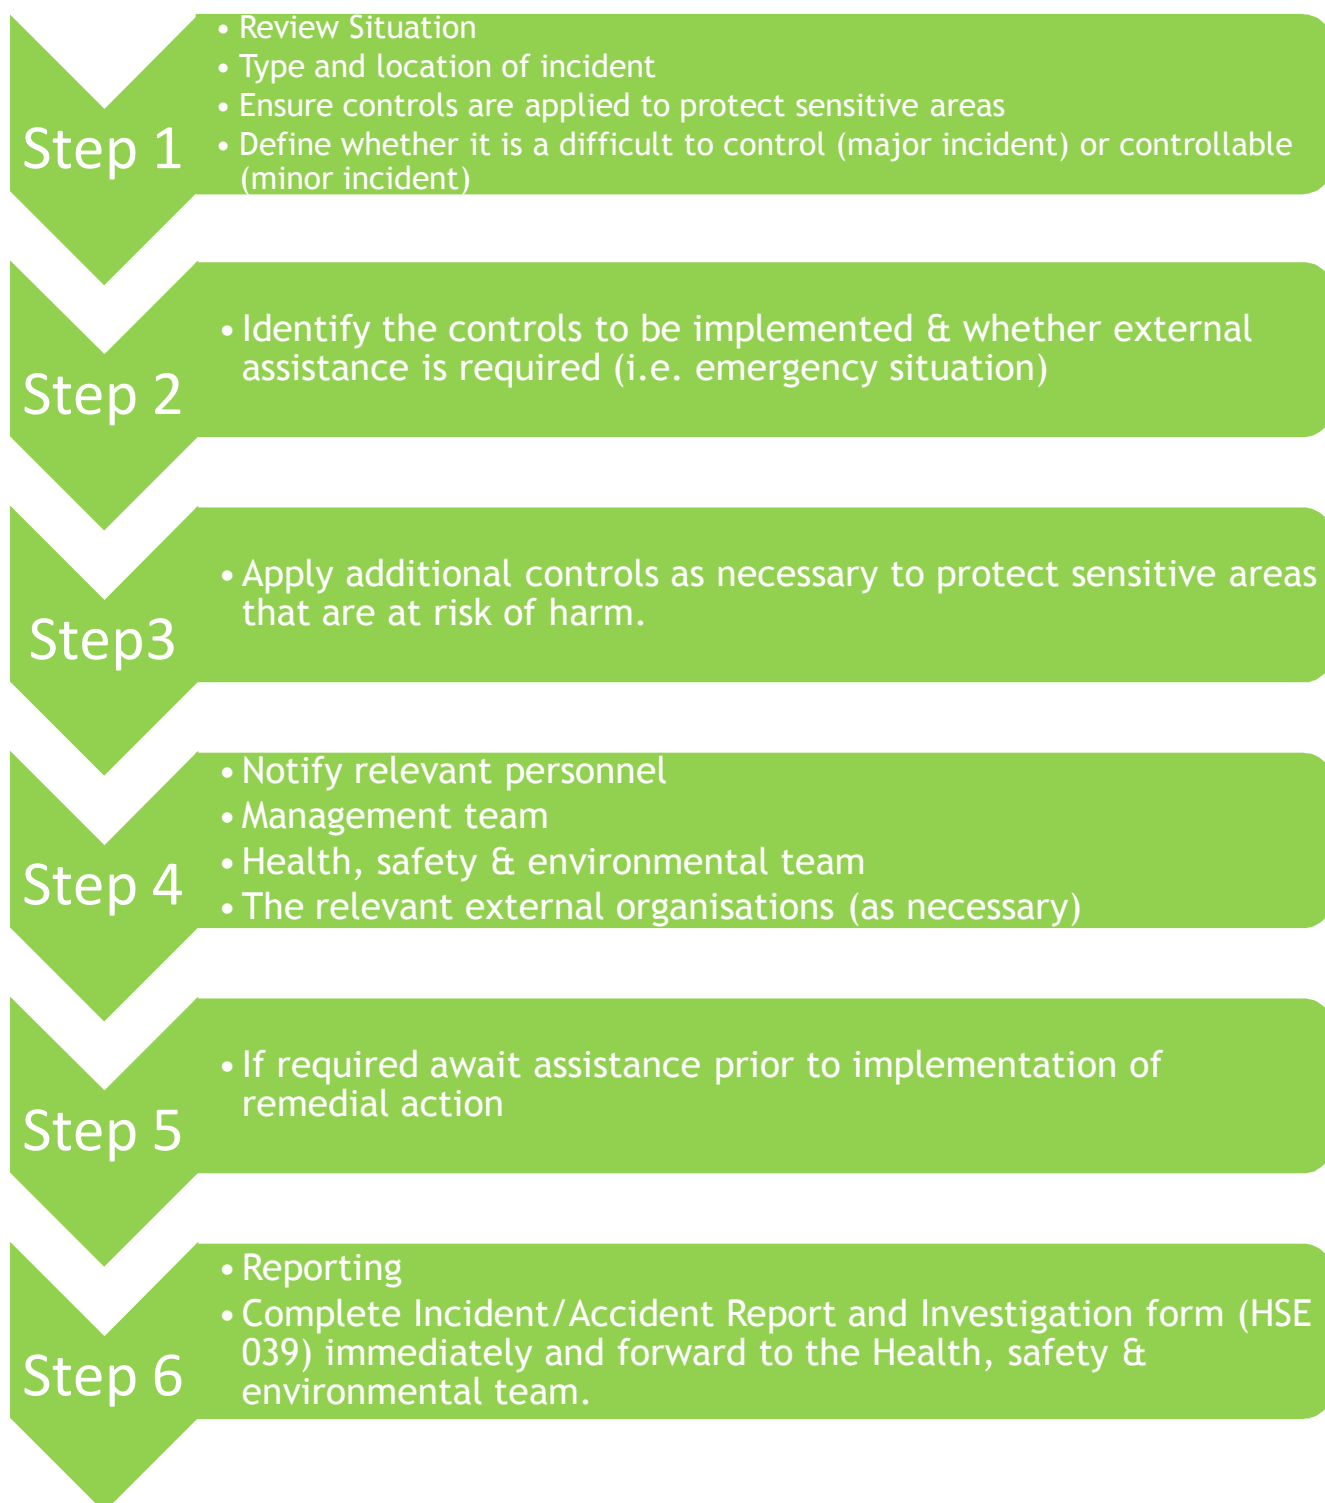 Step 1
• Review Situation
• Type and location of incident
• Ensure controls are applied to protect sensitive areas
• Define whether it is a difficult to control (major incident) or controllable
(minor incident)
Step 2
• Identify the controls to be implemented & whether external
assistance is required (i.e. emergency situation)
Step3
• Apply additional controls as necessary to protect sensitive areas
that are at risk of harm.
Step 4
• Notify relevant personnel
• Management team
• Health, safety & environmental team
• The relevant external organisations (as necessary)
Step 5
• If required await assistance prior to implementation of
remedial action
Step 6
• Reporting
• Complete Incident/Accident Report and Investigation form (HSE
039) immediately and forward to the Health, safety &
environmental team.